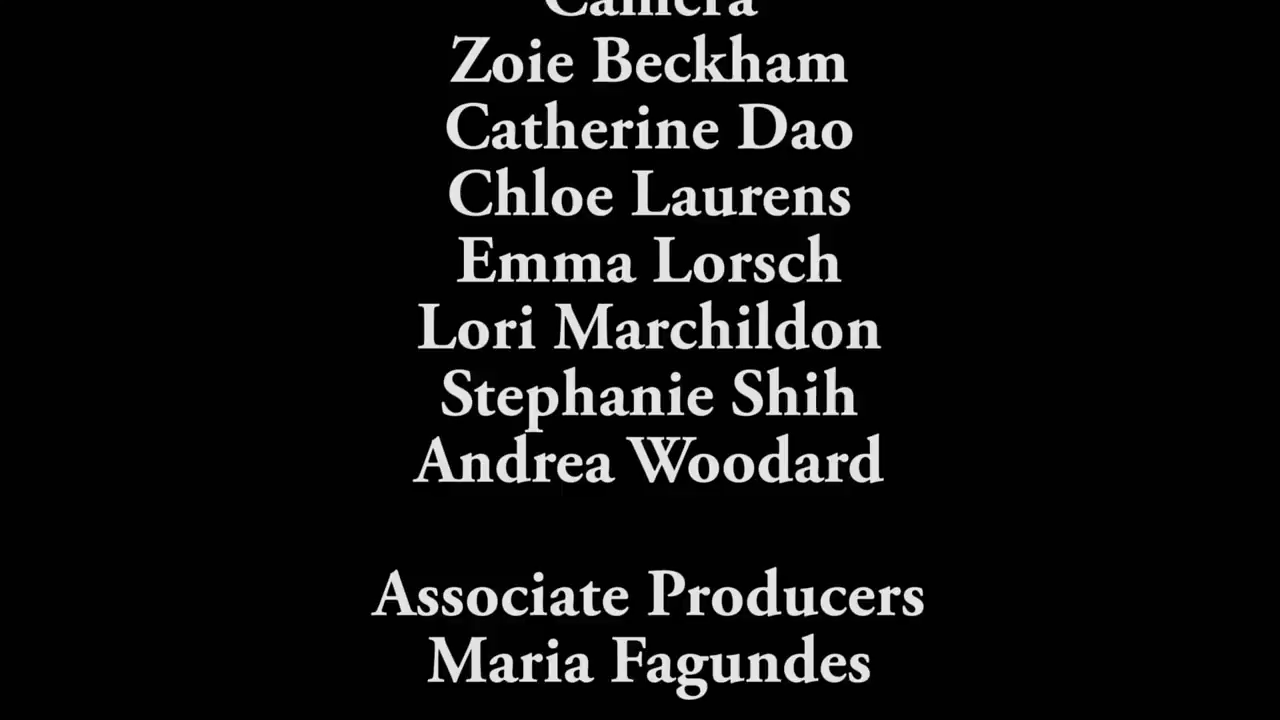 Camera
Zoie Beckham
Catherine Dao
Chloe Laurens
Emma Lorsch
Lori Marchildon
Stephanie Shih
Andrea Woodard
Associate Producers
Maria Fagundes